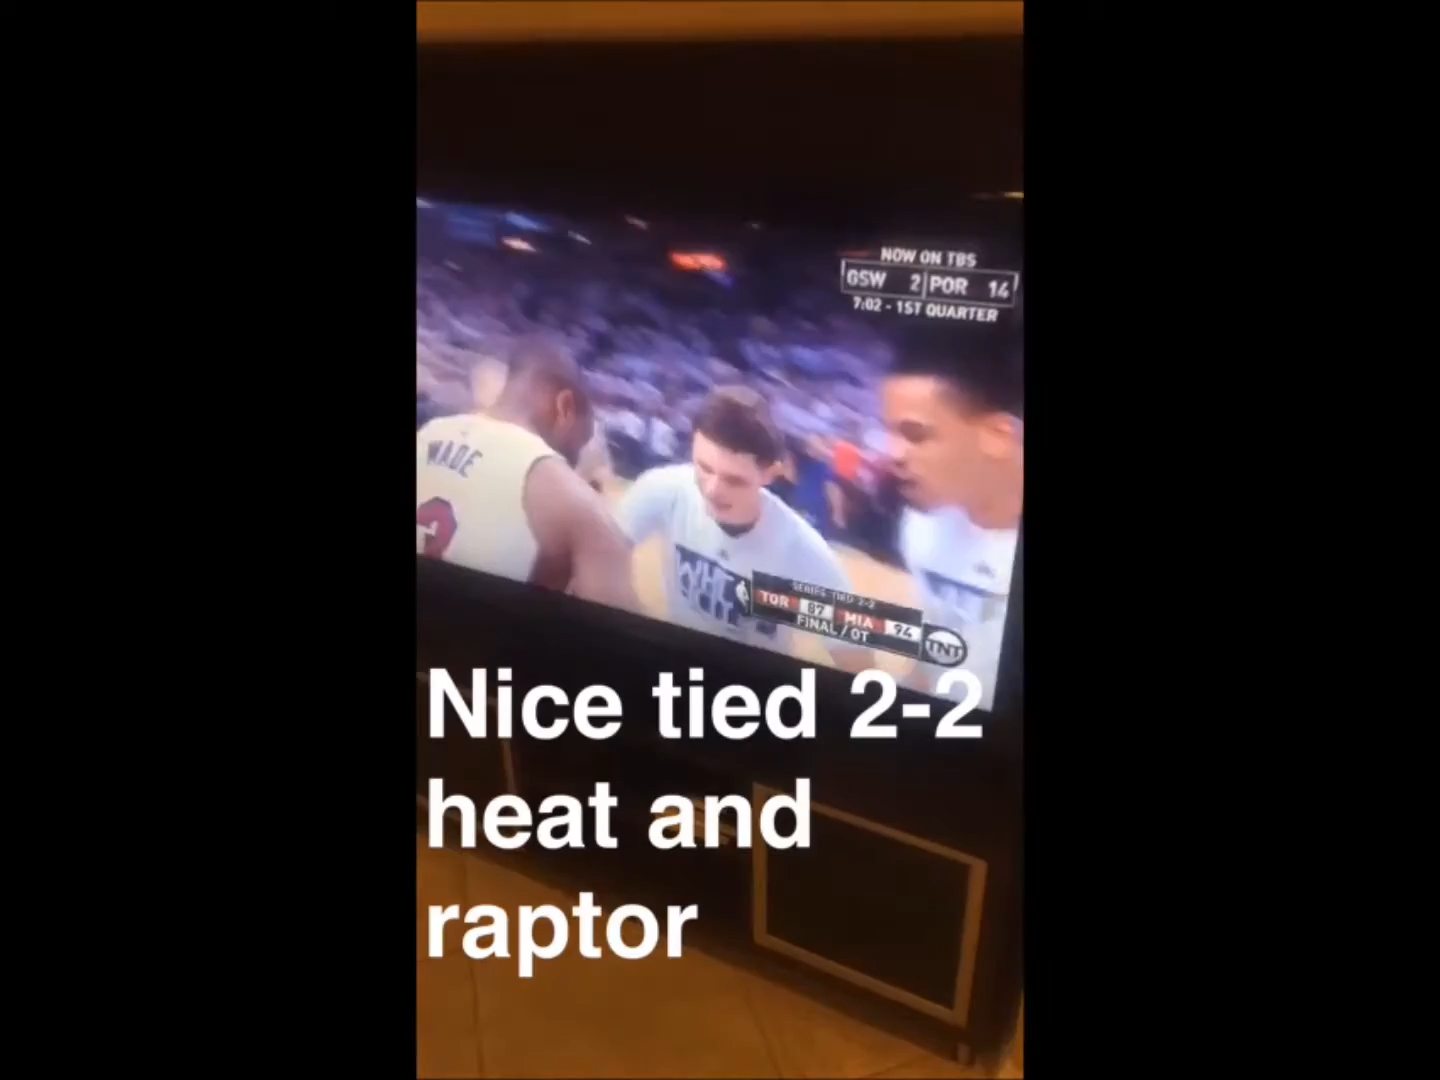 NOW ON TBS
GSW 2 POR 14
7:02 - 1ST QUARTER
WADE
SERIES TIED 2-2
TOR 87 MIA 94
FINAL / OT
TNT
Nice tied 2-2
heat and
raptor